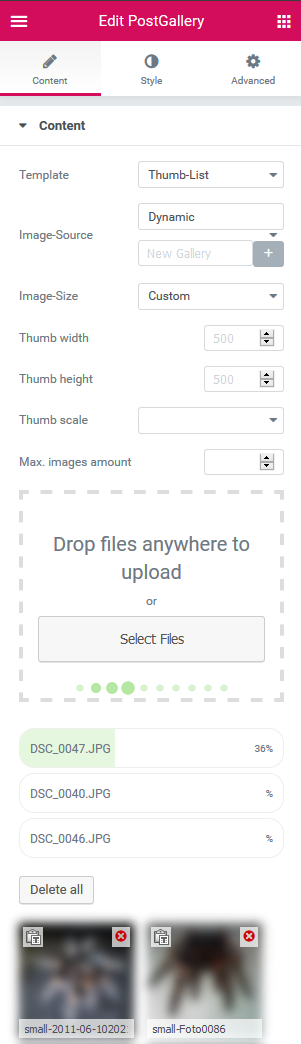 Edit PostGallery
Content Style Advanced
Content
Template Thumb-List
Dynamic
Image-Source
New Gallery +
Image-Size Custom
Thumb width 500
Thumb height 500
Thumb scale
Max. images amount
Drop files anywhere to
upload
or
Select Files
DSC_0047.JPG 36%
DSC_0040.JPG %
DSC_0046.JPG %
Delete all
small-2011-06-10202 small-Foto0086